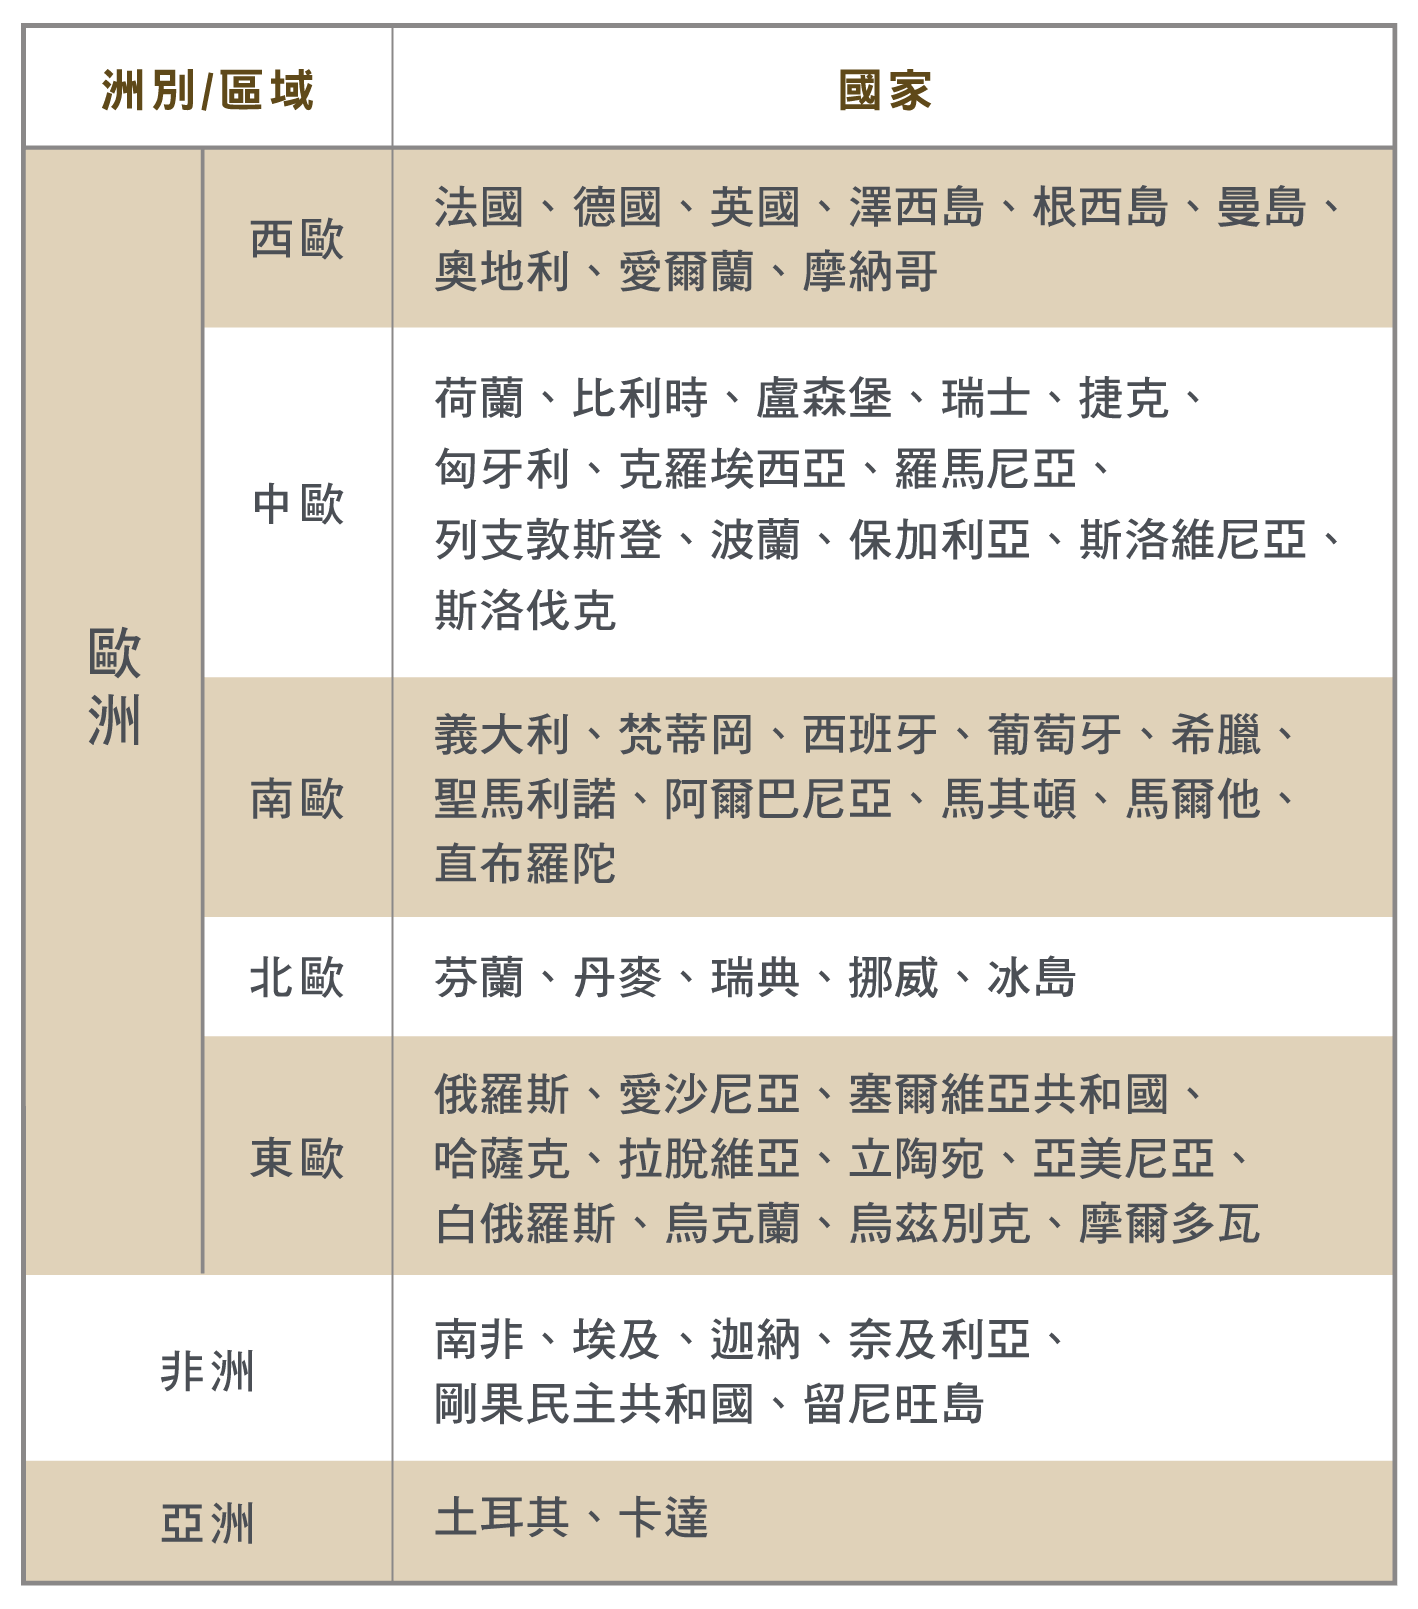 洲別/區域
國家
歐洲
西歐
法國、德國、英國、澤西島、根西島、曼島、
奧地利、愛爾蘭、摩納哥
中歐
荷蘭、比利時、盧森堡、瑞士、捷克、
匈牙利、克羅埃西亞、羅馬尼亞、
列支敦斯登、波蘭、保加利亞、斯洛維尼亞、
斯洛伐克
南歐
義大利、梵蒂岡、西班牙、葡萄牙、希臘、
聖馬利諾、阿爾巴尼亞、馬其頓、馬爾他、
直布羅陀
北歐
芬蘭、丹麥、瑞典、挪威、冰島
東歐
俄羅斯、愛沙尼亞、塞爾維亞共和國、
哈薩克、拉脫維亞、立陶宛、亞美尼亞、
白俄羅斯、烏克蘭、烏茲別克、摩爾多瓦
非洲
南非、埃及、迦納、奈及利亞、
剛果民主共和國、留尼旺島
亞洲
土耳其、卡達